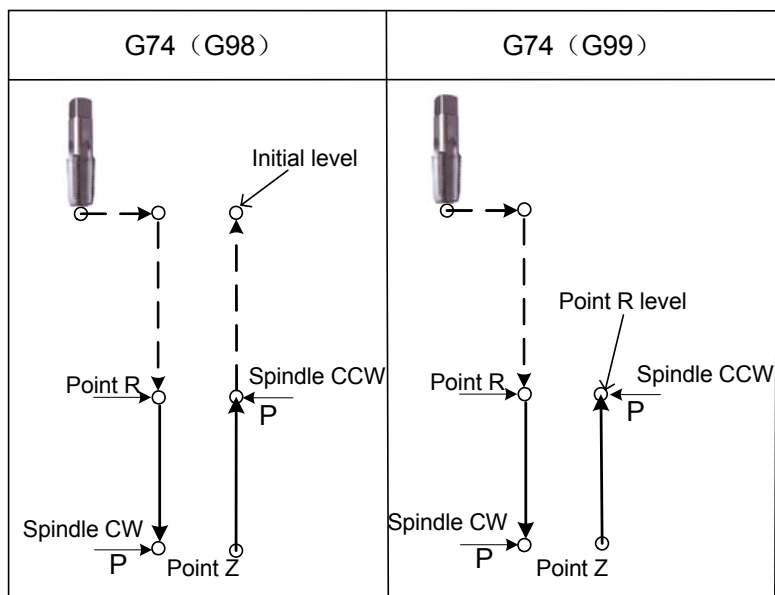 G74（G98）
G74（G99）
Initial level
Point R
Spindle CCW
P
Spindle CW
P
Point Z
Point R level
Point R
Spindle CCW
P
Spindle CW
P
Point Z